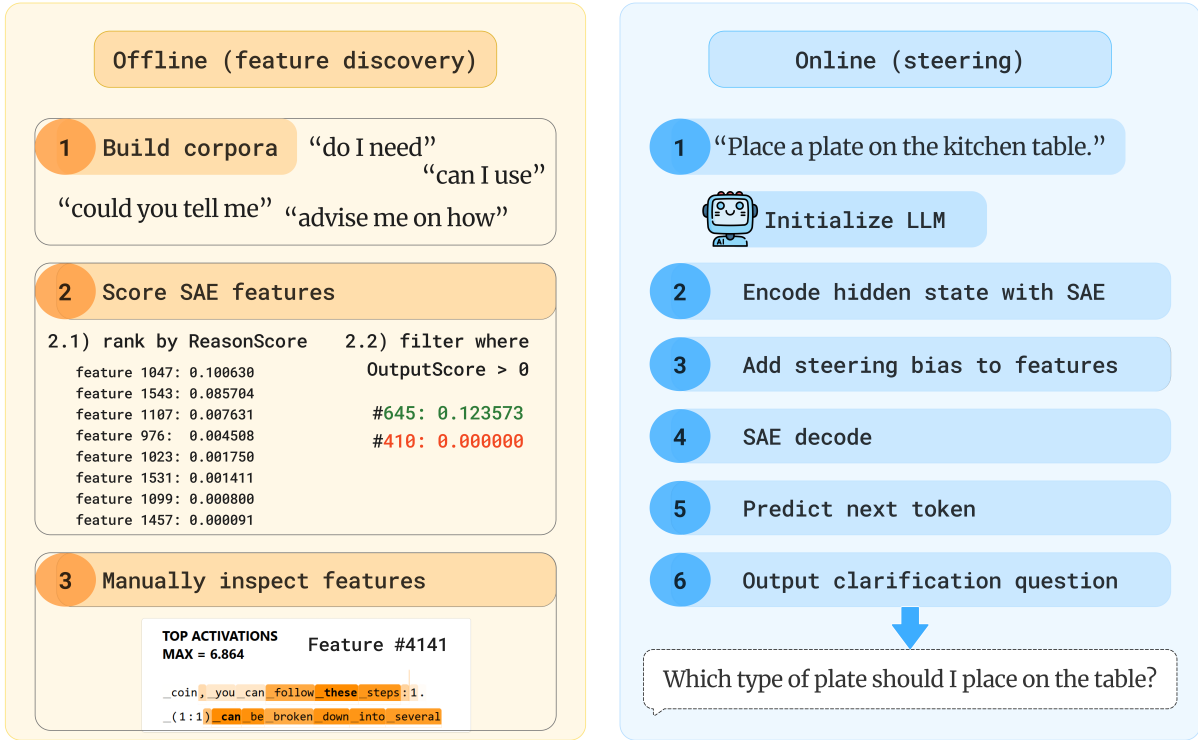 Offline (feature discovery)
1 Build corpora
“do I need”
“can I use”
“could you tell me”
“advise me on how”
2 Score SAE features
2.1) rank by ReasonScore
feature 1047: 0.100630
feature 1543: 0.085704
feature 1107: 0.007631
feature 976: 0.004508
feature 1023: 0.001750
feature 1531: 0.001411
feature 1099: 0.000800
feature 1457: 0.000091
2.2) filter where
OutputScore > 0
#645: 0.123573
#410: 0.000000
3 Manually inspect features
TOP ACTIVATIONS
MAX = 6.864
Feature #4141
_coin,_you_can_follow_these_steps:1.
_(1:1)_can_be_broken_down_into_several
Online (steering)
1 “Place a plate on the kitchen table.”
AI
Initialize LLM
2 Encode hidden state with SAE
3 Add steering bias to features
4 SAE decode
5 Predict next token
6 Output clarification question
Which type of plate should I place on the table?